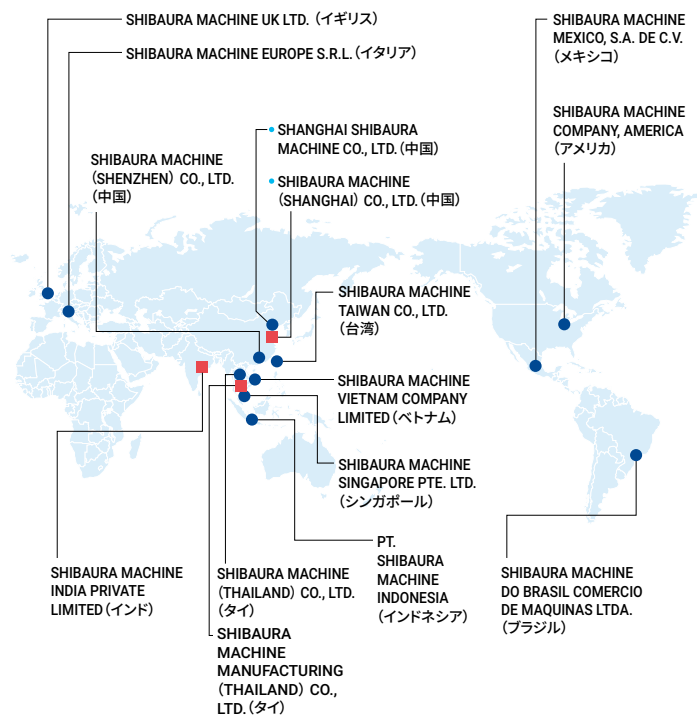 SHIBAURA MACHINE UK LTD.（イギリス）
SHIBAURA MACHINE EUROPE S.R.L.（イタリア）
SHIBAURA MACHINE
MEXICO, S.A. DE C.V.
（メキシコ）
SHIBAURA MACHINE
COMPANY, AMERICA
（アメリカ）
SHANGHAI SHIBAURA
MACHINE CO., LTD.（中国）
SHIBAURA MACHINE
（SHENZHEN）CO., LTD.
（中国）
SHIBAURA MACHINE
（SHANGHAI）CO., LTD.（中国）
SHIBAURA MACHINE
TAIWAN CO., LTD.
（台湾）
SHIBAURA MACHINE
VIETNAM COMPANY
LIMITED（ベトナム）
SHIBAURA MACHINE
SINGAPORE PTE. LTD.
（シンガポール）
PT.
SHIBAURA
MACHINE
INDONESIA
（インドネシア）
SHIBAURA MACHINE
INDIA PRIVATE
LIMITED（インド）
SHIBAURA MACHINE
（THAILAND）CO., LTD.
（タイ）
SHIBAURA
MACHINE
MANUFACTURING
（THAILAND）CO.,
LTD.（タイ）
SHIBAURA MACHINE
DO BRASIL COMERCIO
DE MAQUINAS LTDA.
（ブラジル）